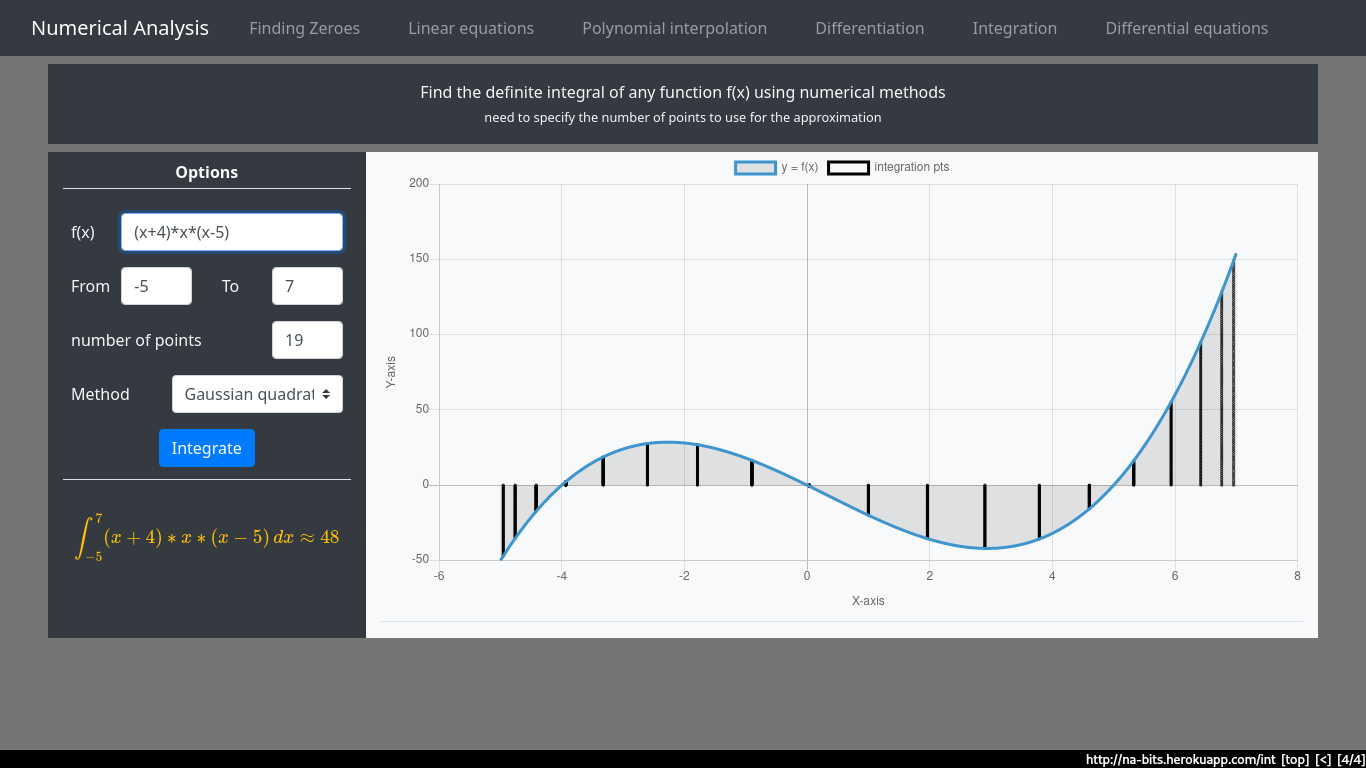 Numerical Analysis Finding Zeroes Linear equations Polynomial interpolation Differentiation Integration Differential equations
Find the definite integral of any function f(x) using numerical methods
need to specify the number of points to use for the approximation
Options
f(x) (x+4)*x*(x-5)
From -5 To 7
number of points 19
Method Gaussian quadrat
Integrate
∫_{-5}^{7} (x + 4) ∗ x ∗ (x − 5) dx ≈ 48
y = f(x) integration pts
200
150
100
50
0
-50
Y-axis
-6 -4 -2 0 2 4 6 8
X-axis
http://na-bits.herokuapp.com/int [top] [<] [4/4]